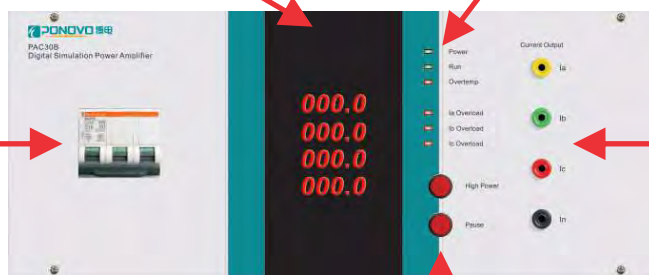 PONOVO 博电
PAC30B
Digital Simulation Power Amplifier
000.0
000.0
000.0
000.0
Power
Run
Overtemp
Ia Overload
Ib Overload
Ic Overload
High Power
Pause
Current Output
Ia
Ib
Ic
In